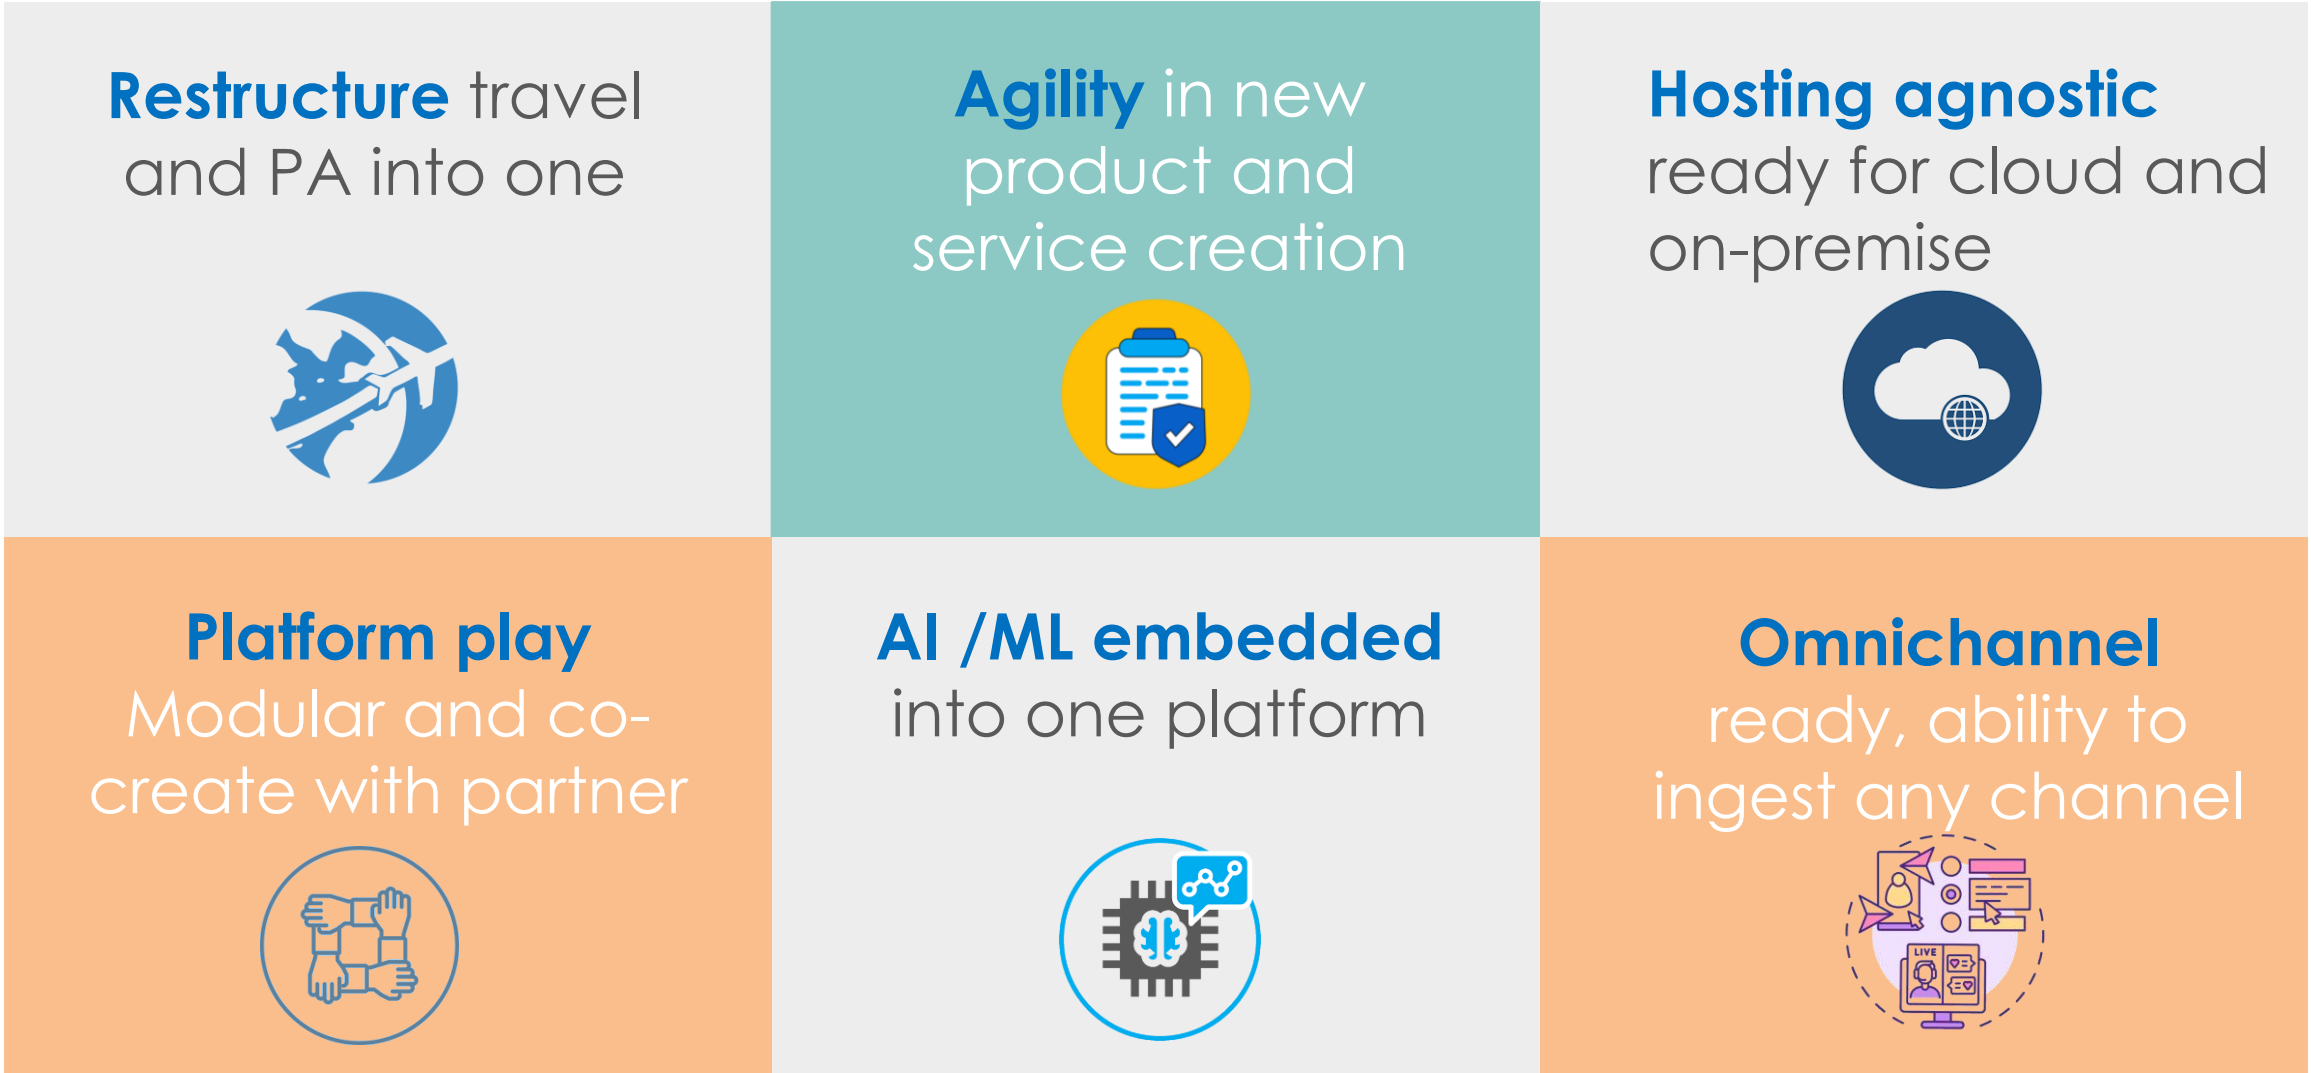 Restructure travel
and PA into one
Agility in new
product and
service creation
Hosting agnostic
ready for cloud and
on-premise
Platform play
Modular and co-
create with partner
AI /ML embedded
into one platform
Omnichannel
ready, ability to
ingest any channel
LIVE